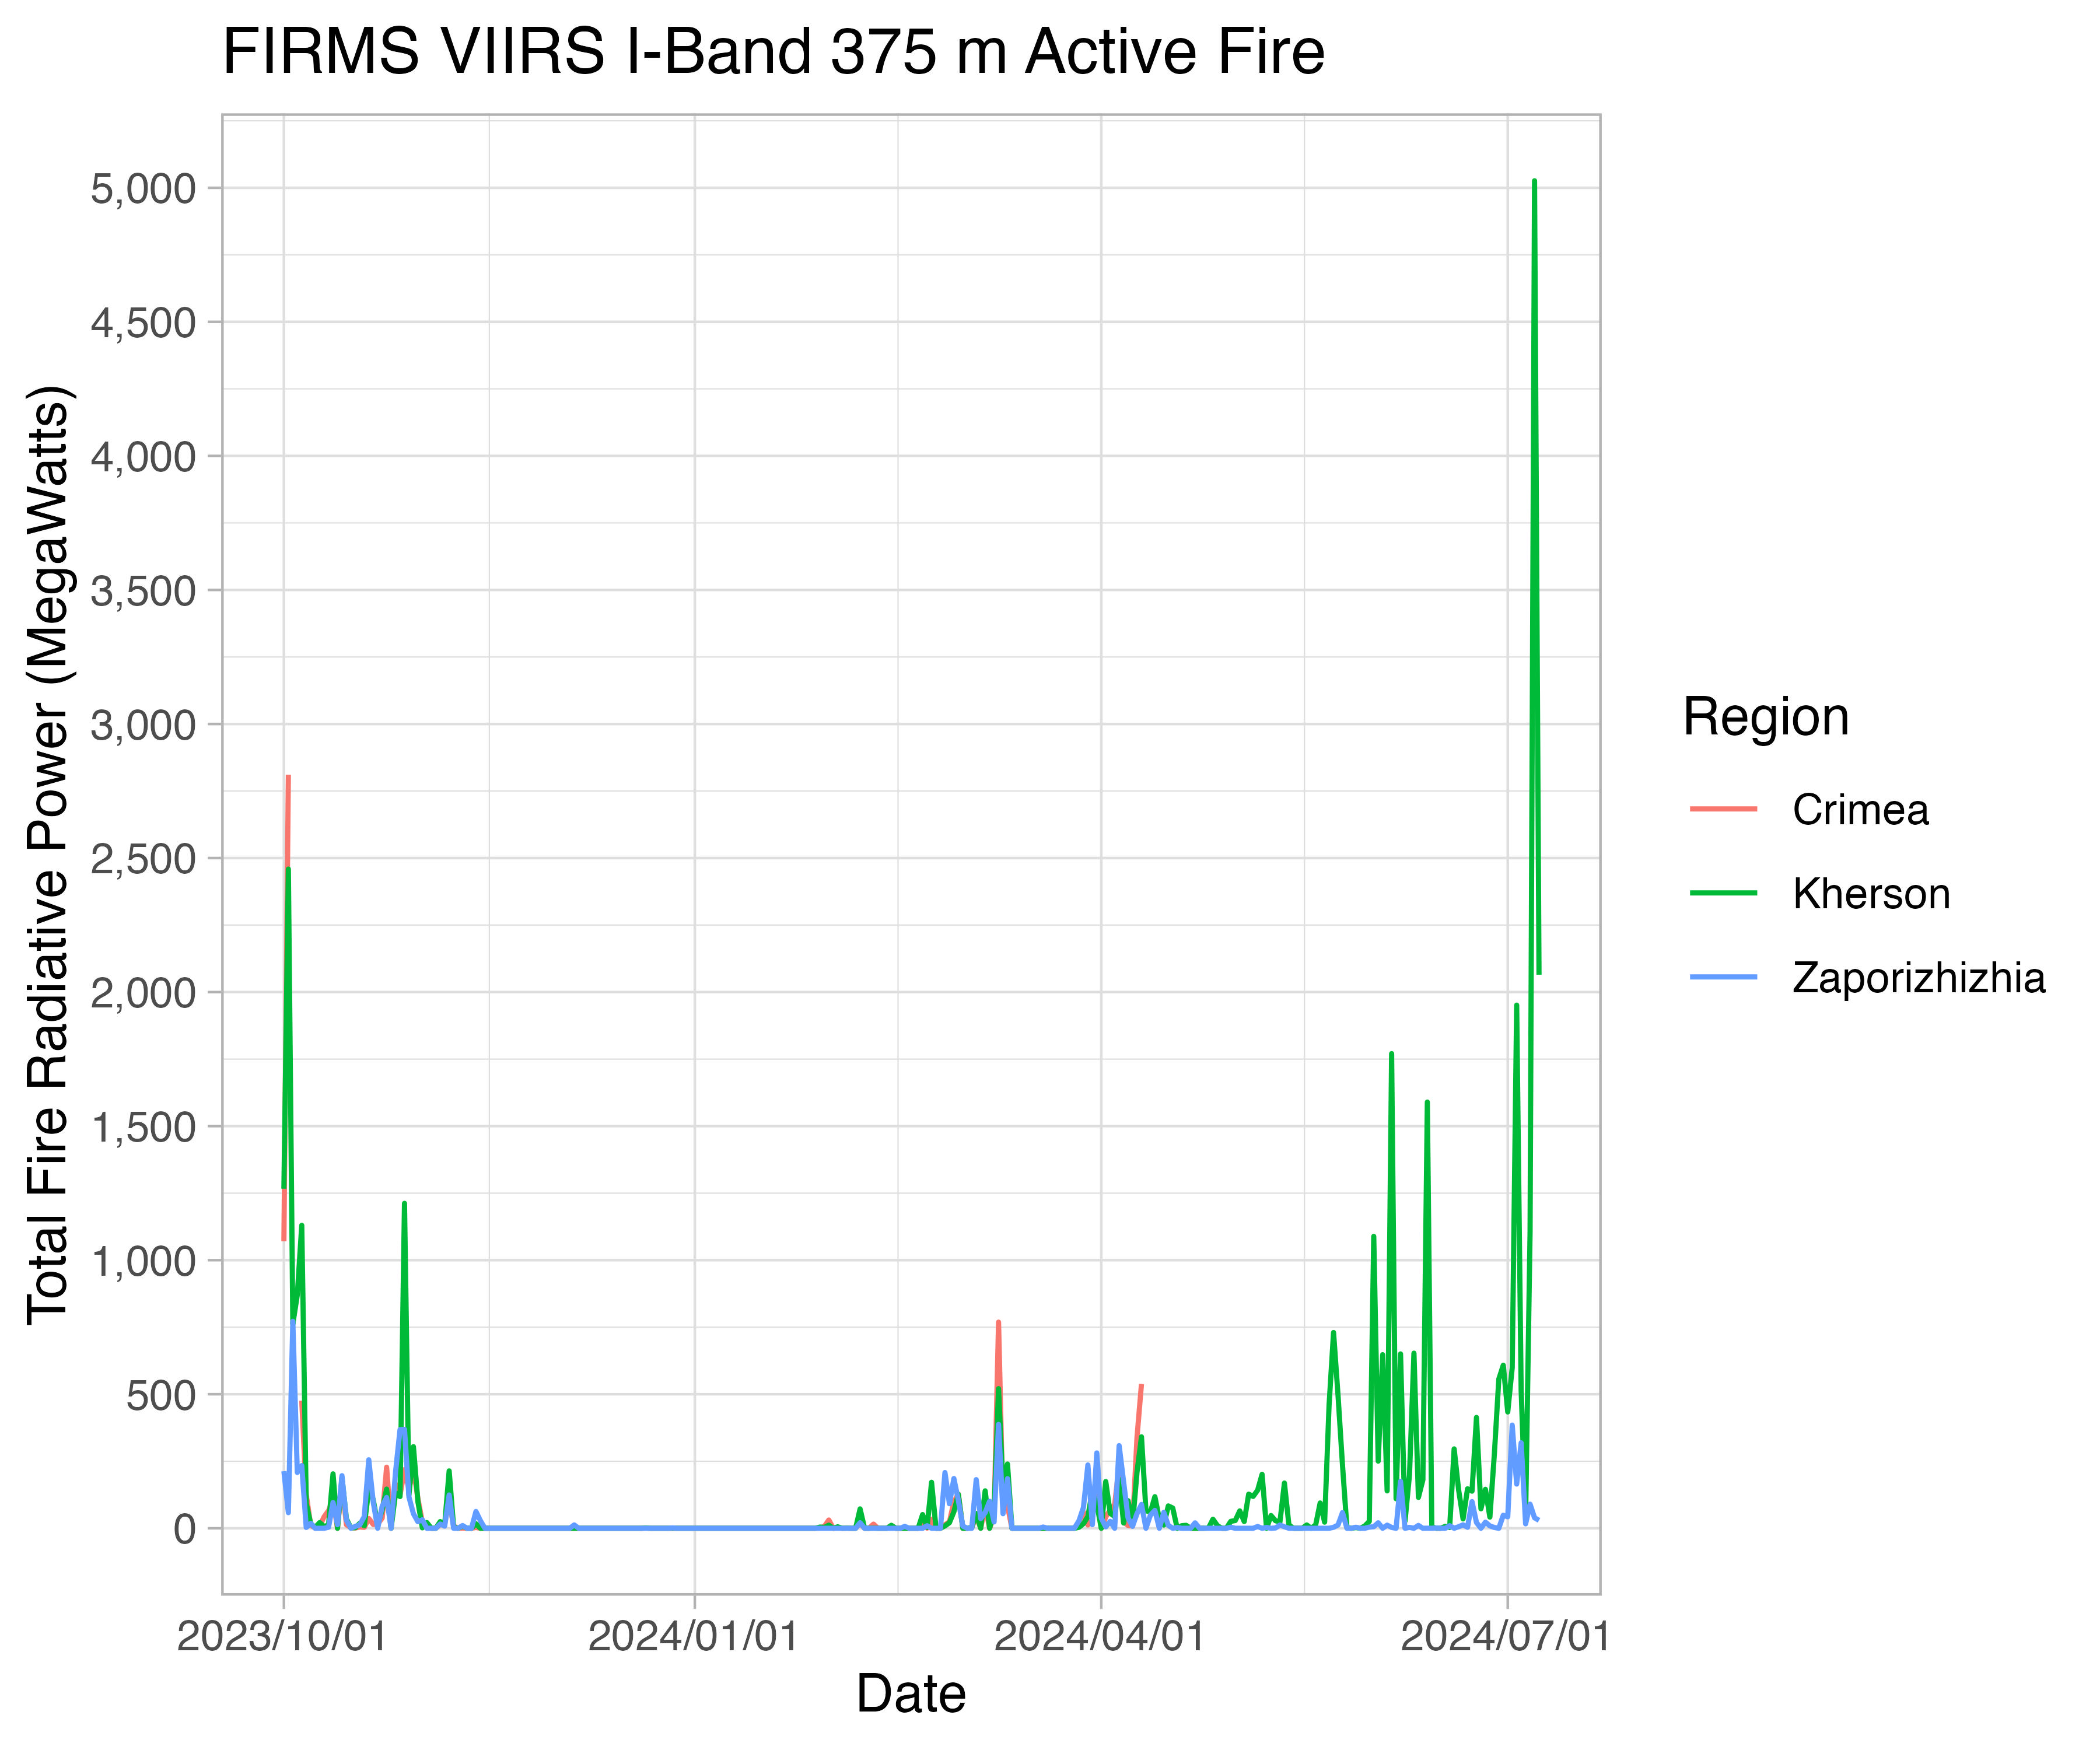 FIRMS VIIRS I-Band 375 m Active Fire
Total Fire Radiative Power (MegaWatts)
5,000
4,500
4,000
3,500
3,000
2,500
2,000
1,500
1,000
500
0
2023/10/01 2024/01/01 2024/04/01 2024/07/01
Date
Region
Crimea
Kherson
Zaporizhizhia